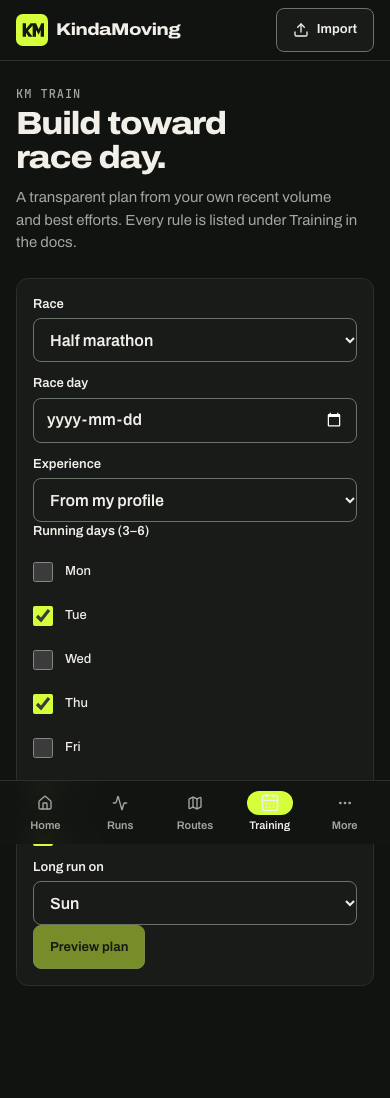 KM KindaMoving Import
KM TRAIN
Build toward
race day.
A transparent plan from your own recent volume
and best efforts. Every rule is listed under Training in
the docs.
Race
Half marathon
Race day
yyyy-mm-dd
Experience
From my profile
Running days (3–6)
Mon
Tue
Wed
Thu
Fri
Home Runs Routes Training More
Long run on
Sun
Preview plan